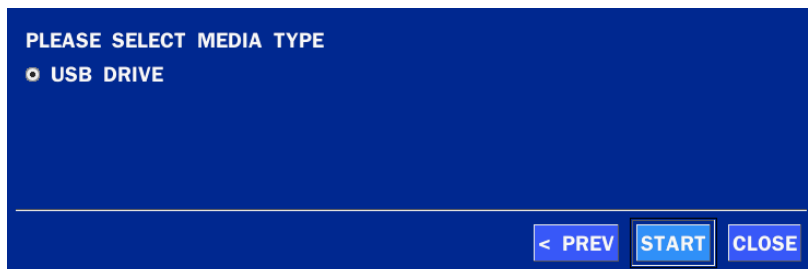 PLEASE SELECT MEDIA TYPE
USB DRIVE
< PREV START CLOSE